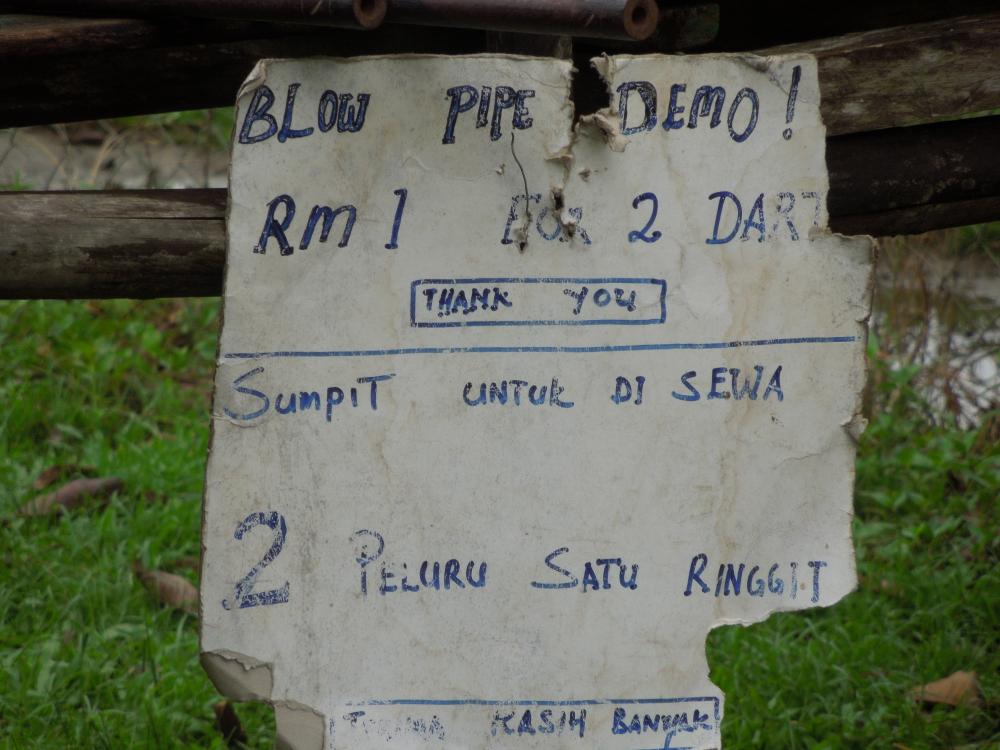 BLOW PIPE DEMO!
RM 1 FOR 2 DART
THANK YOU
SUMPIT UNTUK DI SEWA
2 PELURU SATU RINGGIT
TERIMA KASIH BANYAK